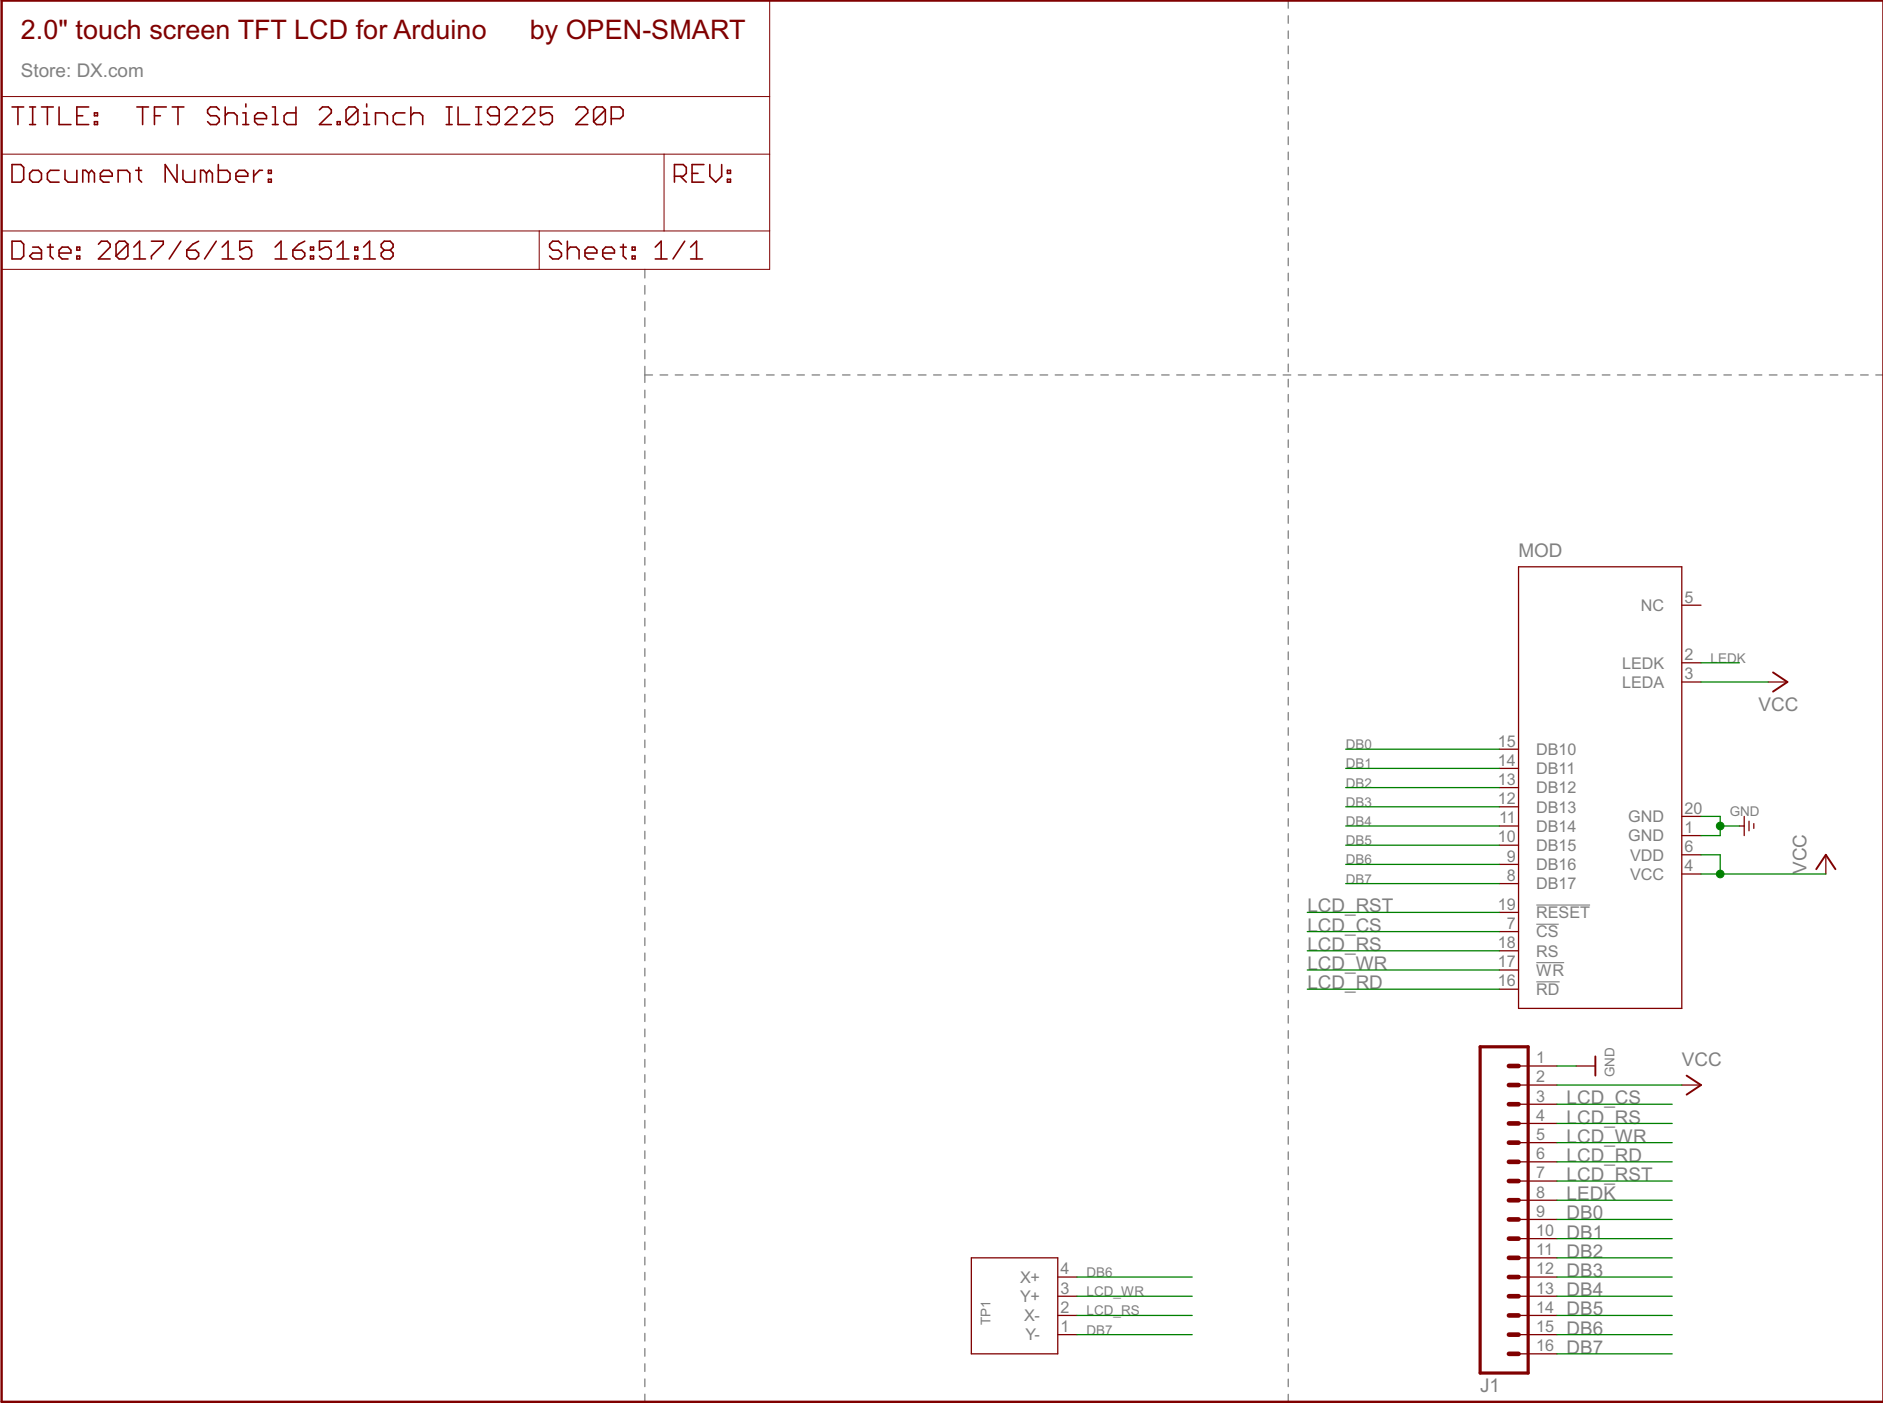 2.0" touch screen TFT LCD for Arduino by OPEN-SMART
Store: DX.com
TITLE: TFT Shield 2.0inch ILI9225 20P
Document Number:
REV:
Date: 2017/6/15 16:51:18
Sheet: 1/1
MOD
NC 5
LEDK 2 LEDK
LEDA 3
VCC
DB0 15 DB10
DB1 14 DB11
DB2 13 DB12
DB3 12 DB13
DB4 11 DB14
DB5 10 DB15
DB6 9 DB16
DB7 8 DB17
GND 20 GND
GND 1
VDD 6
VCC 4
VCC
LCD_RST 19 RESET
LCD_CS 7 CS
LCD_RS 18 RS
LCD_WR 17 WR
LCD_RD 16 RD
1 GND
2 VCC
3 LCD_CS
4 LCD_RS
5 LCD_WR
6 LCD_RD
7 LCD_RST
8 LEDK
9 DB0
10 DB1
11 DB2
12 DB3
13 DB4
14 DB5
15 DB6
16 DB7
J1
TP1
X+ 4 DB6
Y+ 3 LCD_WR
X- 2 LCD_RS
Y- 1 DB7